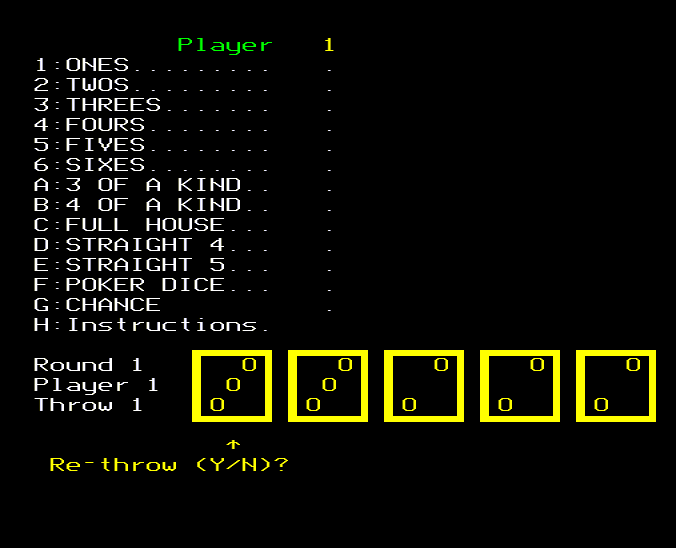 Player 1
1:ONES......... .
2:TWOS......... .
3:THREES....... .
4:FOURS........ .
5:FIVES........ .
6:SIXES........ .
A:3 OF A KIND.. .
B:4 OF A KIND.. .
C:FULL HOUSE... .
D:STRAIGHT 4... .
E:STRAIGHT 5... .
F:POKER DICE... .
G:CHANCE .
H:Instructions.
Round 1
Player 1
Throw 1
↑
Re-throw (Y/N)?